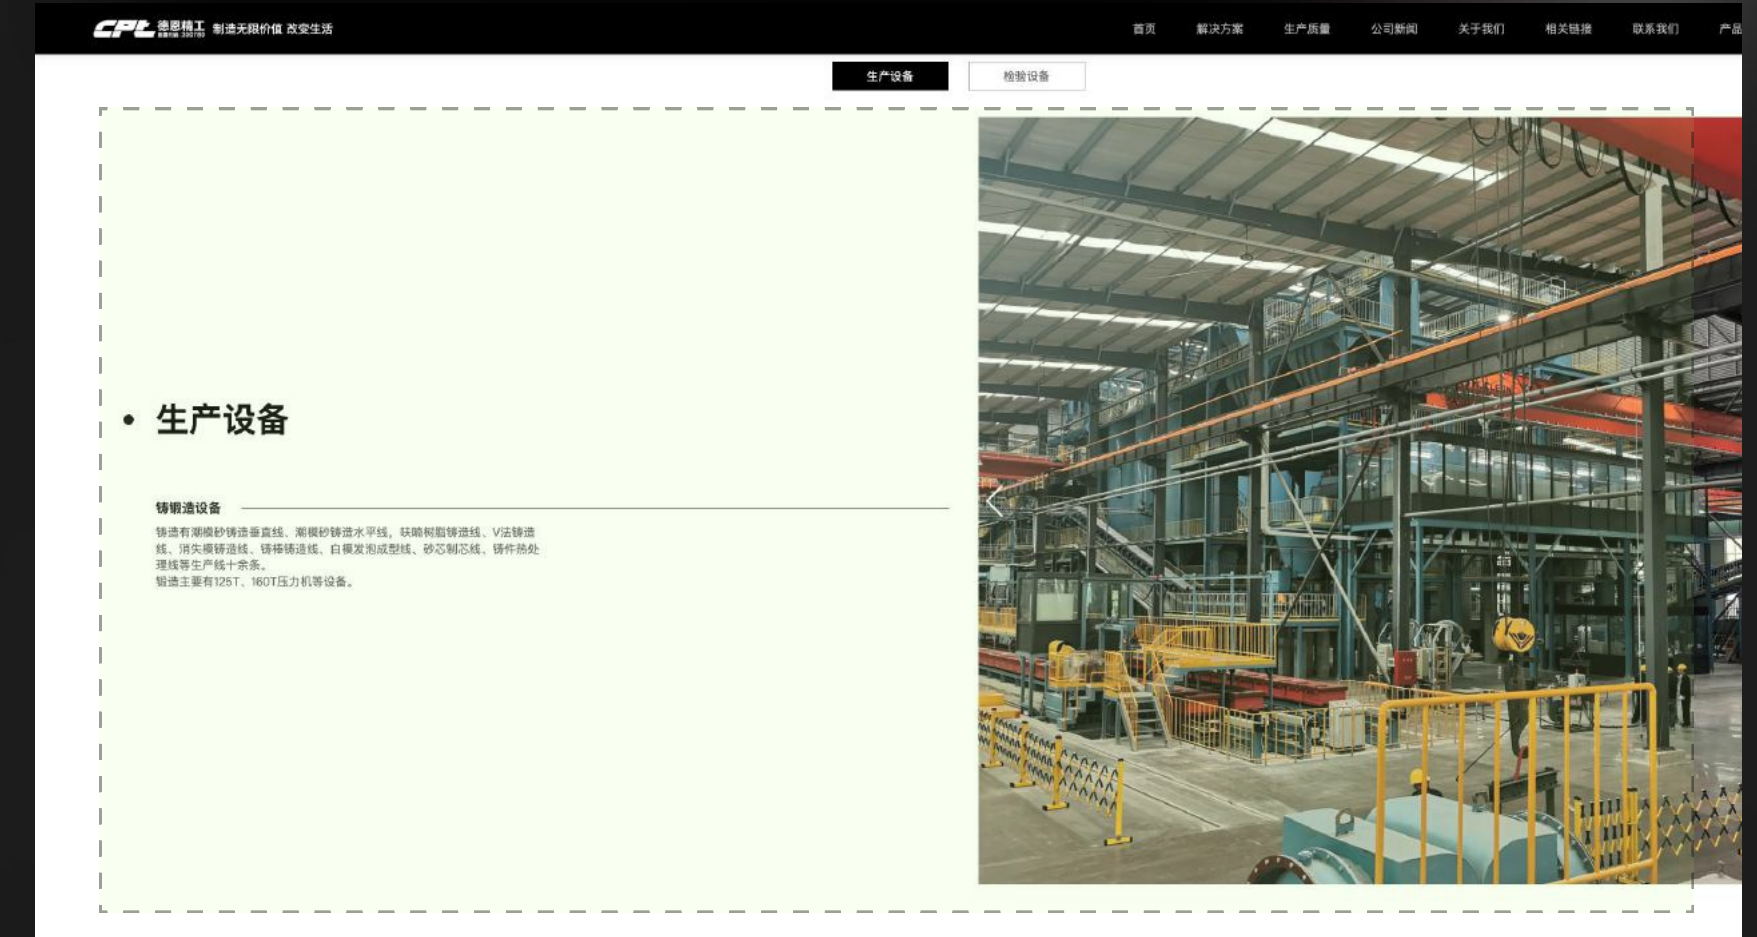 CPT 德恩精工 制造无限价值 改变生活
股票代码 300780
首页 解决方案 生产质量 公司新闻 关于我们 相关链接 联系我们 产品
生产设备 检验设备
生产设备
铸锻造设备
铸造有潮模砂铸造垂直线、潮模砂铸造水平线,呋喃树脂铸造线、V法铸造
线、消失模铸造线、铸棒铸造线、白模发泡成型线、砂芯制芯线、铸件热处
理线等生产线十余条。
锻造主要有125T、160T压力机等设备。